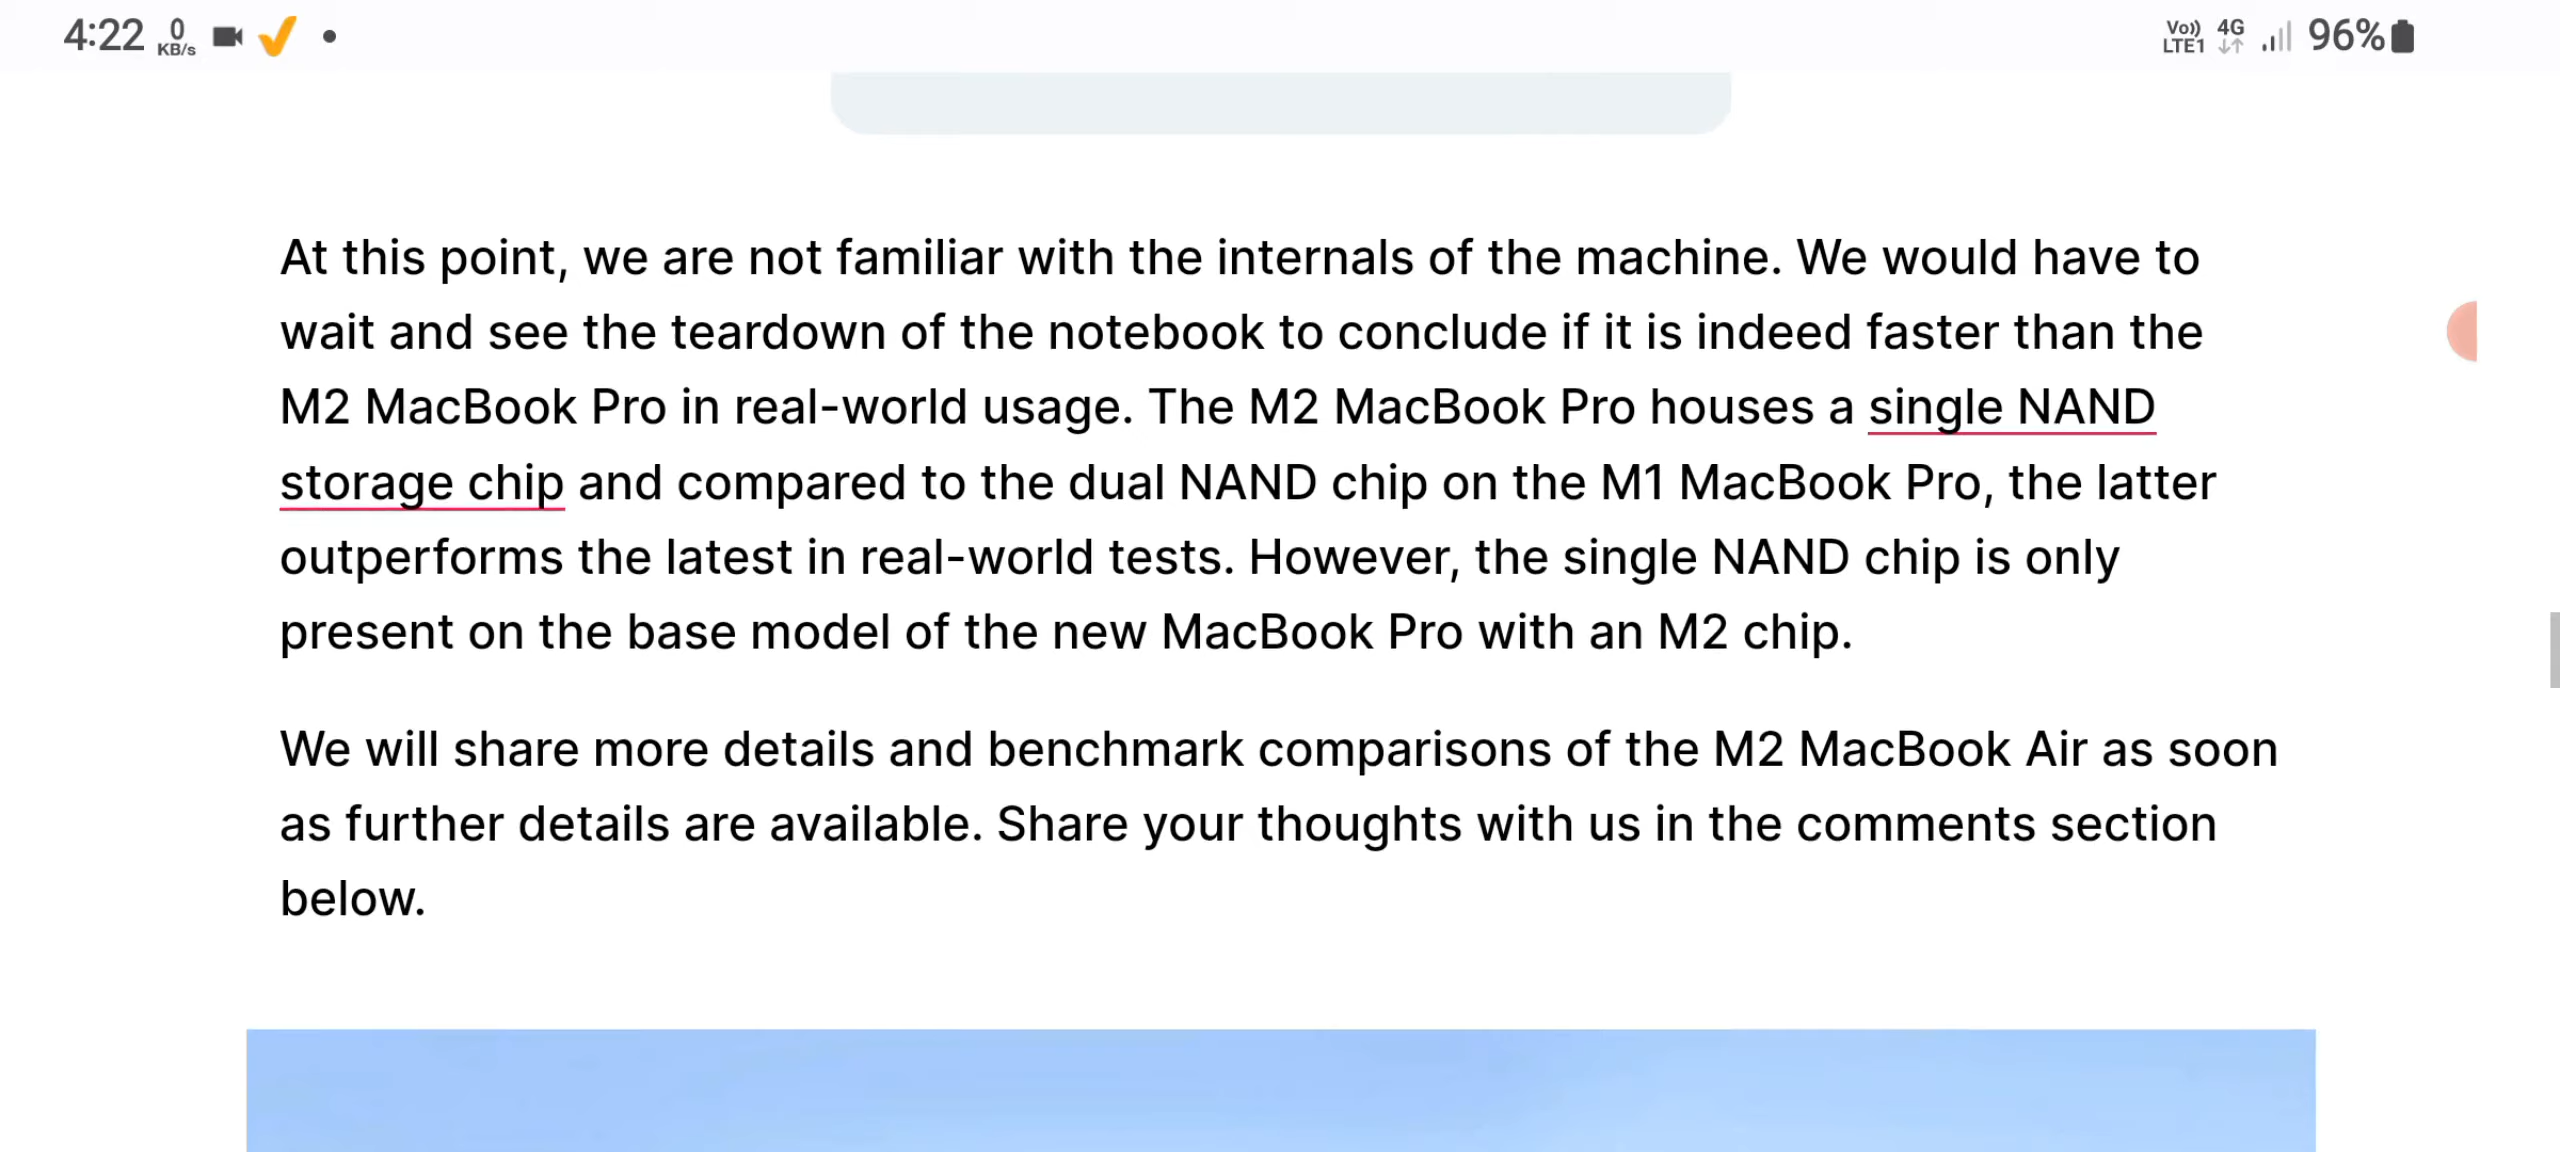 4:22 0 KB/s Vo)) LTE1 4G 96%
At this point, we are not familiar with the internals of the machine. We would have to
wait and see the teardown of the notebook to conclude if it is indeed faster than the
M2 MacBook Pro in real-world usage. The M2 MacBook Pro houses a single NAND
storage chip and compared to the dual NAND chip on the M1 MacBook Pro, the latter
outperforms the latest in real-world tests. However, the single NAND chip is only
present on the base model of the new MacBook Pro with an M2 chip.
We will share more details and benchmark comparisons of the M2 MacBook Air as soon
as further details are available. Share your thoughts with us in the comments section
below.